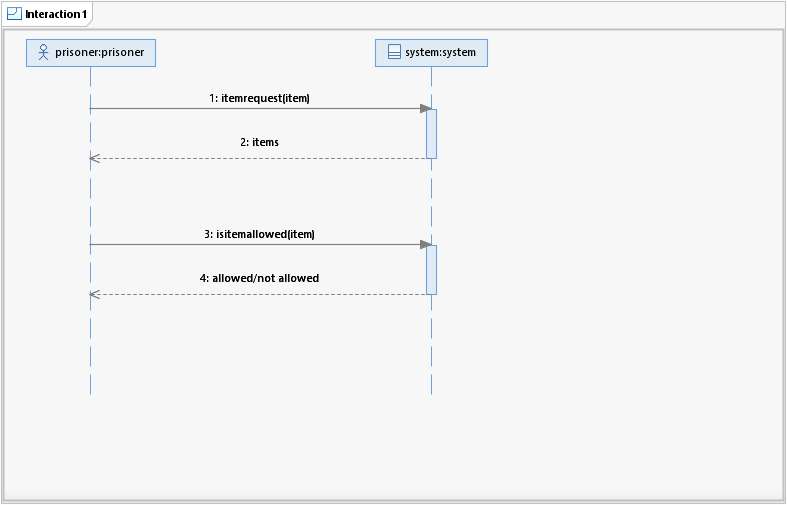 Interaction1
prisoner:prisoner
system:system
1: itemrequest(item)
2: items
3: isitemallowed(item)
4: allowed/not allowed